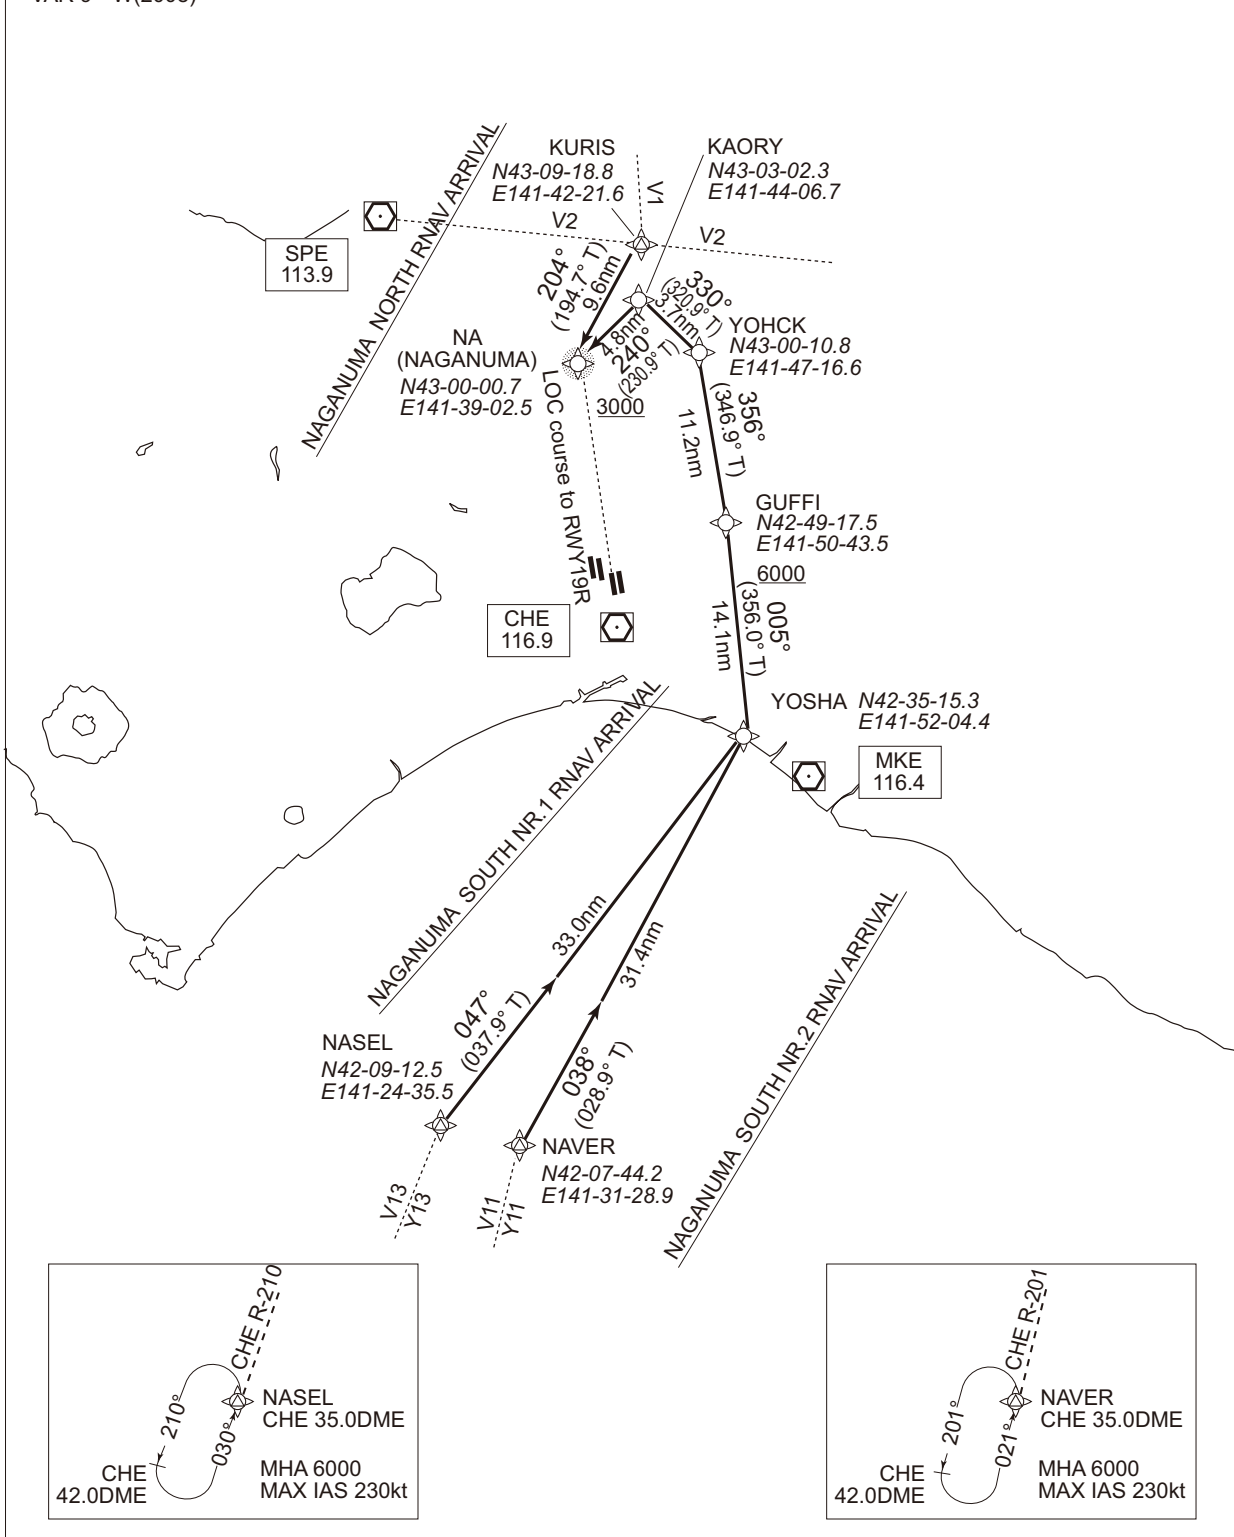 KURIS
N43-09-18.8
E141-42-21.6
KAORY
N43-03-02.3
E141-44-06.7
V1
V2
V2
SPE
113.9
NAGANUMA NORTH RNAV ARRIVAL
204°
(194.7° T)
9.6nm
330°
(320.9° T)
3.7nm
4.8nm
240°
(230.9° T)
YOHCK
N43-00-10.8
E141-47-16.6
NA
(NAGANUMA)
N43-00-00.7
E141-39-02.5
3000
LOC course to RWY19R
356°
(346.9° T)
11.2nm
GUFFI
N42-49-17.5
E141-50-43.5
6000
005°
(356.0° T)
14.1nm
CHE
116.9
YOSHA N42-35-15.3
E141-52-04.4
MKE
116.4
NAGANUMA SOUTH NR.1 RNAV ARRIVAL
33.0nm
31.4nm
047°
(037.9° T)
038°
(028.9° T)
NAGANUMA SOUTH NR.2 RNAV ARRIVAL
NASEL
N42-09-12.5
E141-24-35.5
NAVER
N42-07-44.2
E141-31-28.9
V13
Y13
V11
Y11
CHE R-210
210°
030°
NASEL
CHE 35.0DME
CHE
42.0DME
MHA 6000
MAX IAS 230kt
CHE R-201
201°
021°
NAVER
CHE 35.0DME
CHE
42.0DME
MHA 6000
MAX IAS 230kt